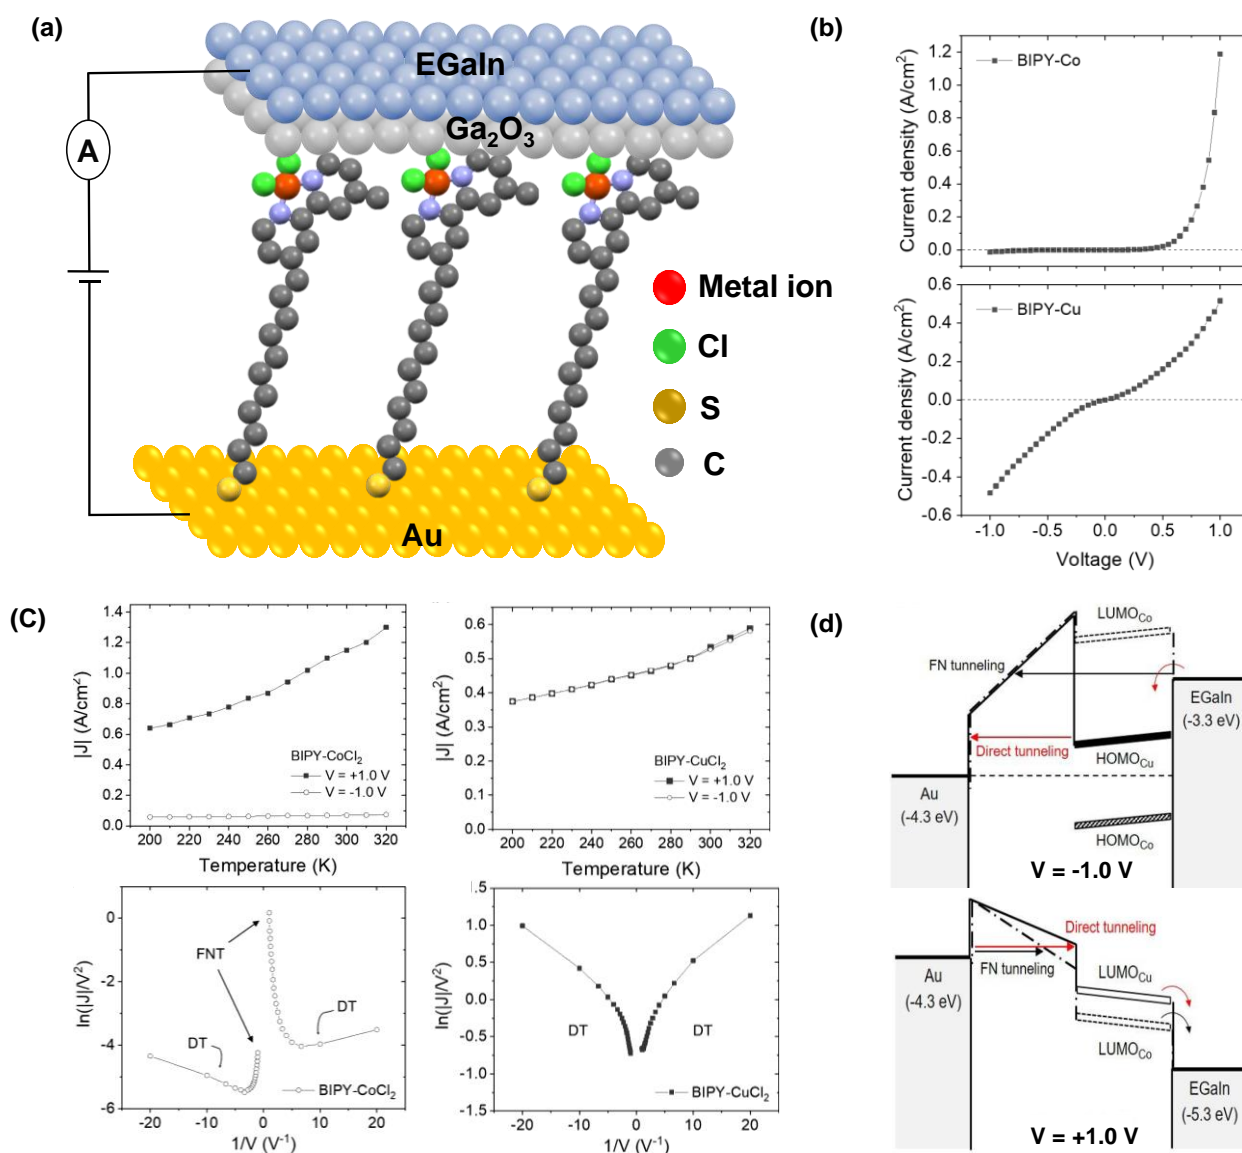 (a)
EGaIn
Ga2O3
A
Metal ion
Cl
S
C
Au
(b)
BIPY-Co
Current density (A/cm²)
1.2
1.0
0.8
0.6
0.4
0.2
0.0
BIPY-Cu
Current density (A/cm²)
0.6
0.4
0.2
0.0
-0.2
-0.4
-0.6
-1.0 -0.5 0.0 0.5 1.0
Voltage (V)
(C)
|J| (A/cm²)
1.4
1.2
1.0
0.8
0.6
0.4
0.2
0.0
BIPY-CoCl2
V = +1.0 V
V = -1.0 V
200 220 240 260 280 300 320
Temperature (K)
|J| (A/cm²)
0.8
0.6
0.4
0.2
0.0
BIPY-CuCl2
V = +1.0 V
V = -1.0 V
200 220 240 260 280 300 320
Temperature (K)
ln(|J|/V²)
0
-2
-4
-6
FNT
DT
DT
BIPY-CoCl2
-20 -10 0 10 20
1/V (V⁻¹)
ln(|J|/V²)
1.5
1.0
0.5
0.0
-0.5
-1.0
-1.5
DT
DT
BIPY-CuCl2
-20 -10 0 10 20
1/V (V⁻¹)
(d)
LUMOCo
FN tunneling
EGaIn
(-3.3 eV)
Direct tunneling
HOMOCu
Au
(-4.3 eV)
HOMOCo
V = -1.0 V
Direct tunneling
Au
(-4.3 eV)
FN tunneling
LUMOCu
LUMOCo
EGaIn
(-5.3 eV)
V = +1.0 V